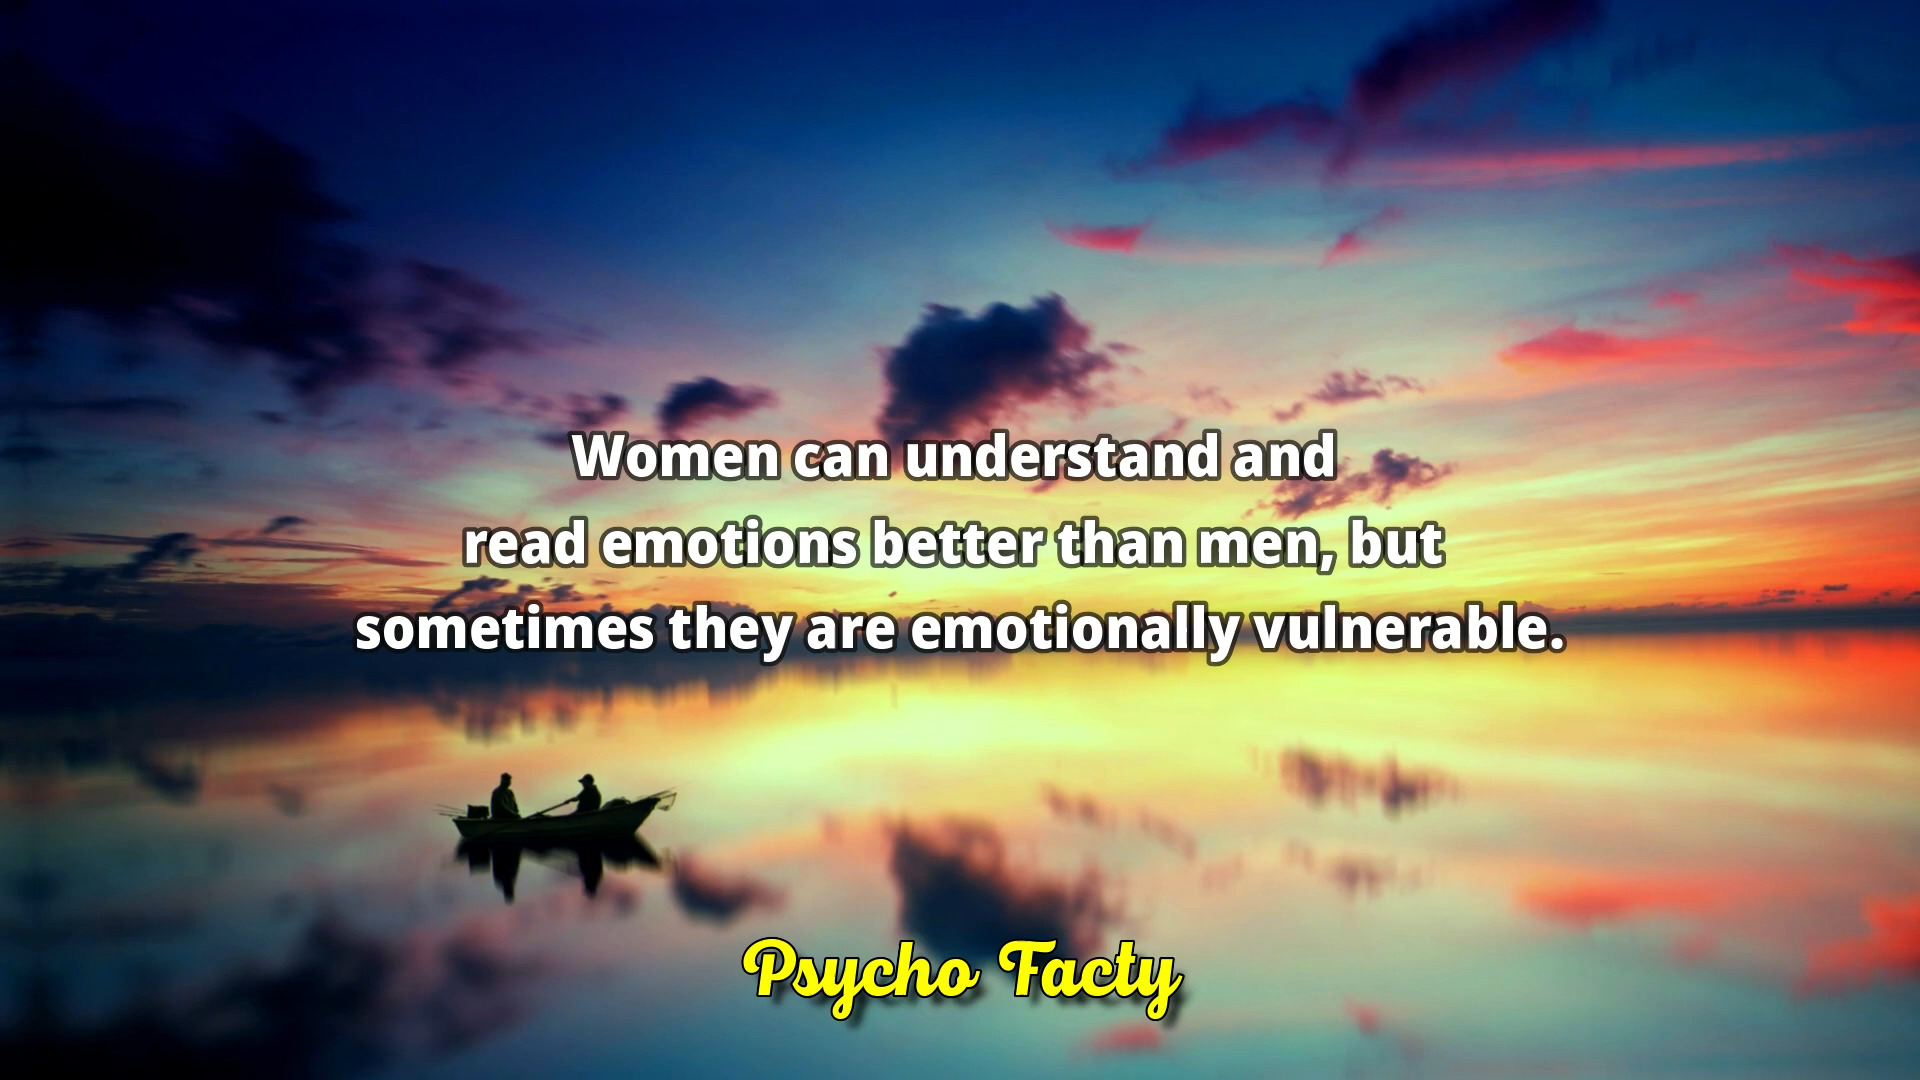 Women can understand and
read emotions better than men, but
sometimes they are emotionally vulnerable.
Psycho Facty